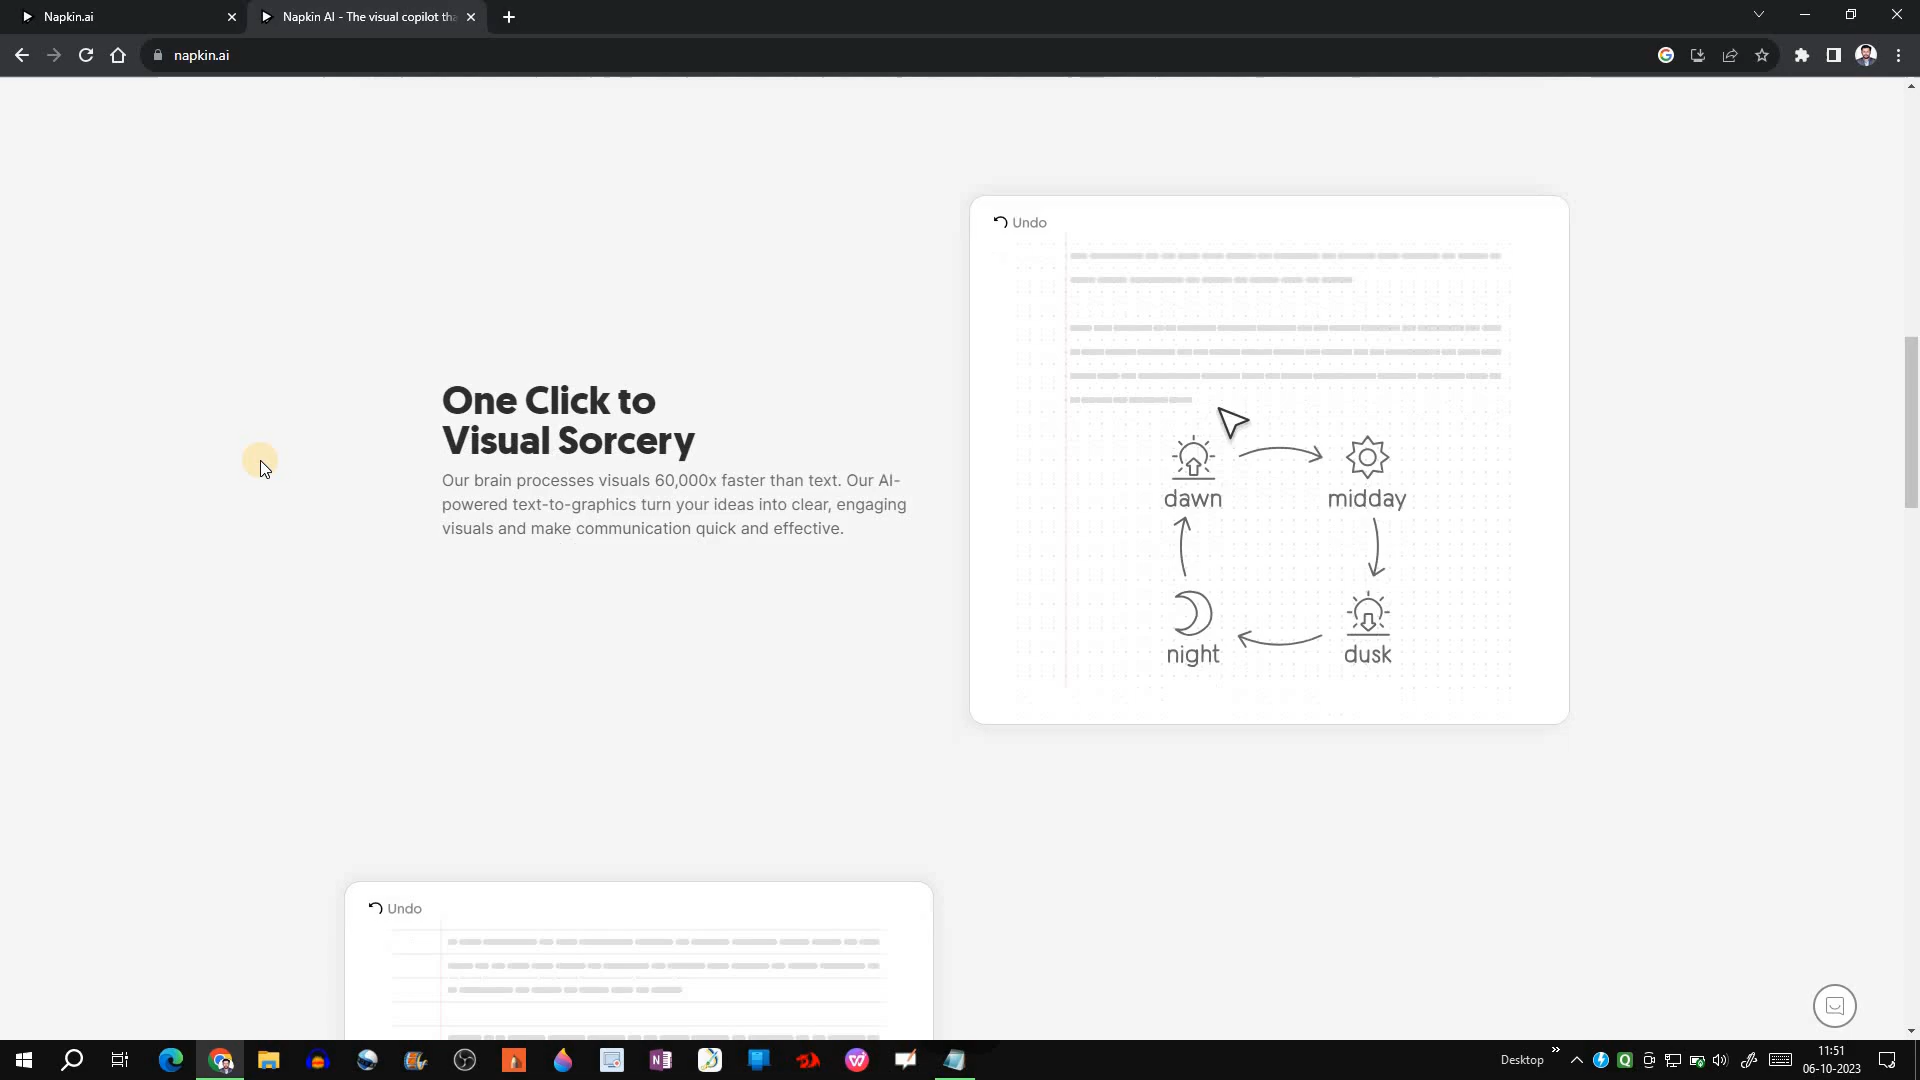 Napkin.ai
Napkin AI - The visual copilot tha
napkin.ai
Undo
One Click to
Visual Sorcery
Our brain processes visuals 60,000x faster than text. Our AI-
powered text-to-graphics turn your ideas into clear, engaging
visuals and make communication quick and effective.
dawn
midday
night
dusk
Undo
Desktop
11:51
06-10-2023